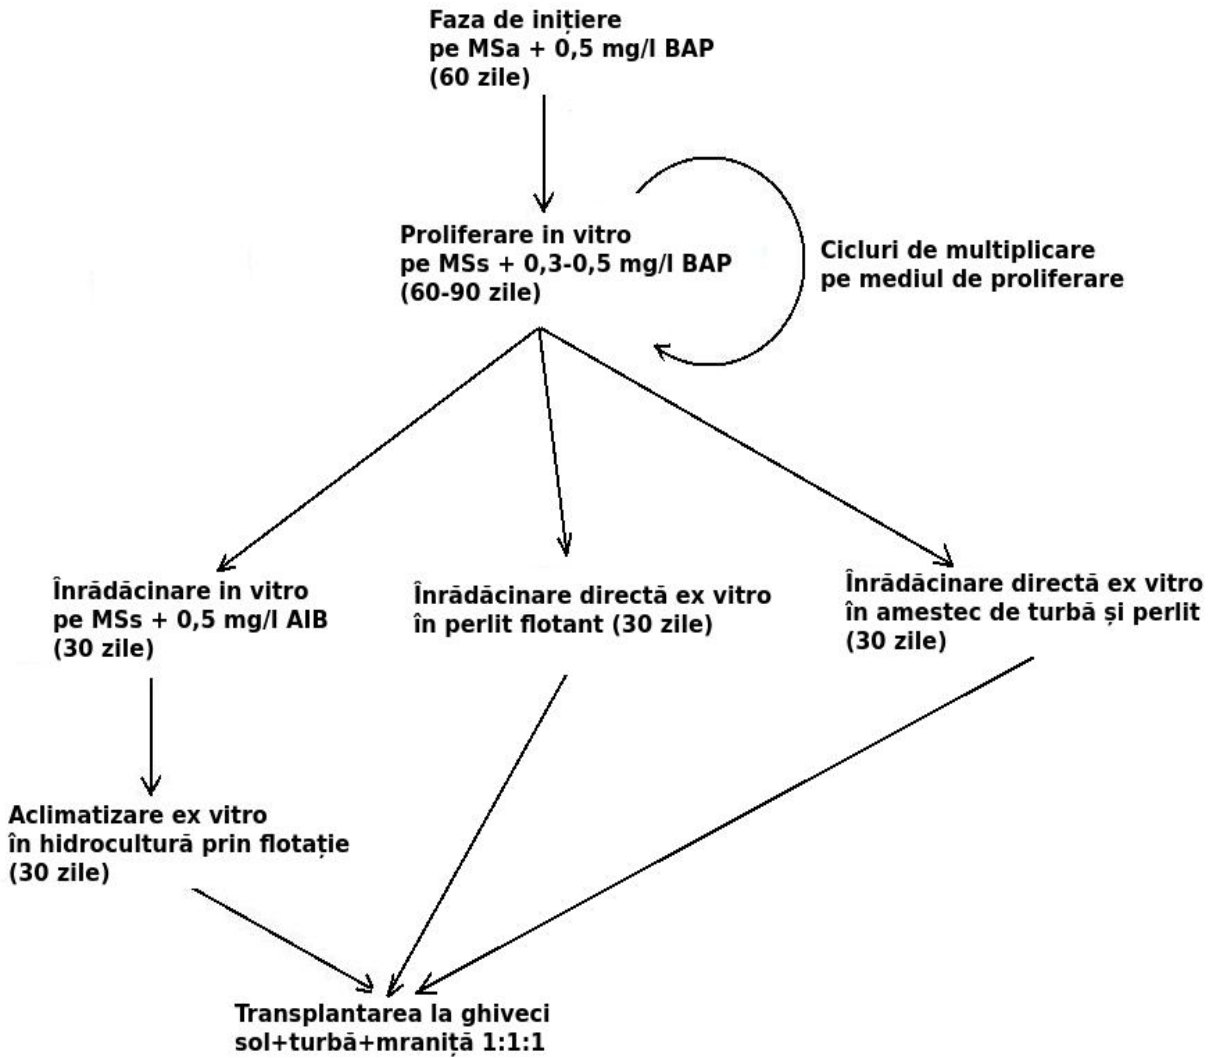 Faza de inițiere
pe MSa + 0,5 mg/l BAP
(60 zile)
Proliferare in vitro
pe MSs + 0,3-0,5 mg/l BAP
(60-90 zile)
Cicluri de multiplicare
pe mediul de proliferare
Înrădăcinare in vitro
pe MSs + 0,5 mg/l AIB
(30 zile)
Înrădăcinare directă ex vitro
în perlit flotant (30 zile)
Înrădăcinare directă ex vitro
în amestec de turbă și perlit
(30 zile)
Aclimatizare ex vitro
în hidrocultură prin flotație
(30 zile)
Transplantarea la ghiveci
sol+turbă+mraniță 1:1:1